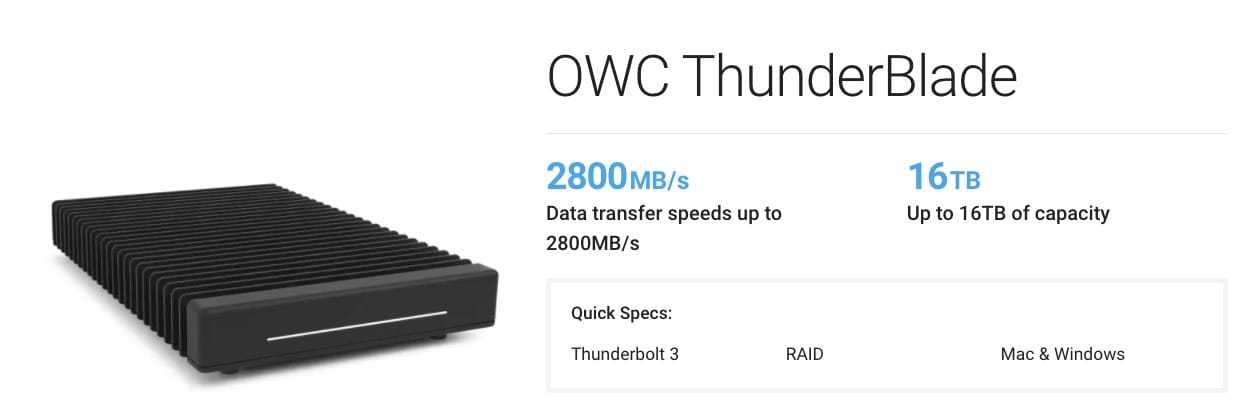 OWC ThunderBlade
2800MB/s
Data transfer speeds up to
2800MB/s
16TB
Up to 16TB of capacity
Quick Specs:
Thunderbolt 3
RAID
Mac & Windows